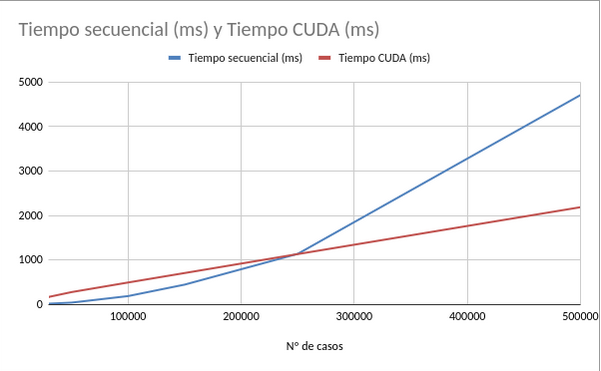 Tiempo secuencial (ms) y Tiempo CUDA (ms)
Tiempo secuencial (ms) Tiempo CUDA (ms)
5000
4000
3000
2000
1000
0
100000 200000 300000 400000 500000
Nº de casos